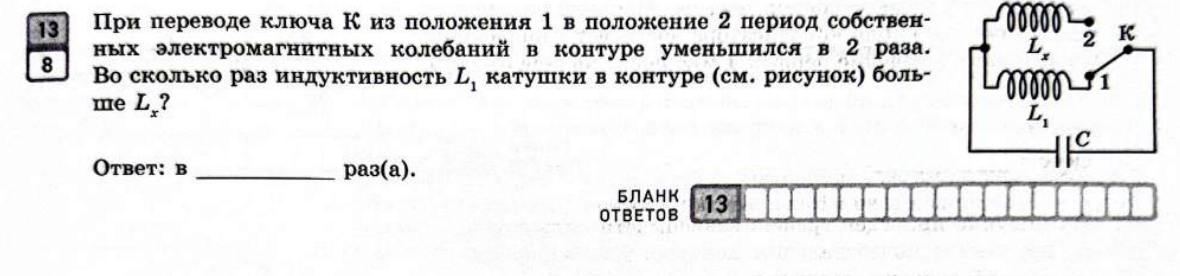 13
8
При переводе ключа К из положения 1 в положение 2 период собствен-
ных электромагнитных колебаний в контуре уменьшился в 2 раза.
Во сколько раз индуктивность L₁ катушки в контуре (см. рисунок) боль-
ше Lₓ?
Lₓ
2
К
1
L₁
C
Ответ: в ____________ раз(а).
БЛАНК
ОТВЕТОВ
13